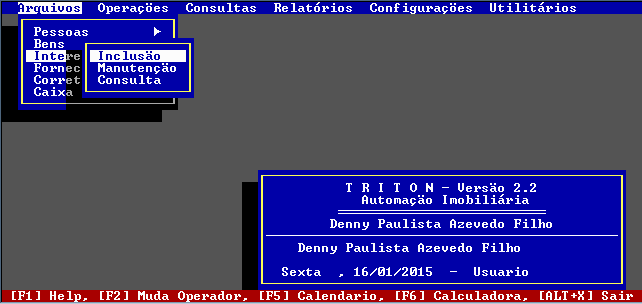 Arquivos Operações Consultas Relatórios Configurações Utilitários
Pessoas
Bens
Intere
Fornec
Corret
Caixa
Inclusão
Manutenção
Consulta
T R I T O N - Versão 2.2
Automação Imobiliária
Denny Paulista Azevedo Filho
Denny Paulista Azevedo Filho
Sexta , 16/01/2015 - Usuario
[F1] Help, [F2] Muda Operador, [F5] Calendario, [F6] Calculadora, [ALT+X] Sair